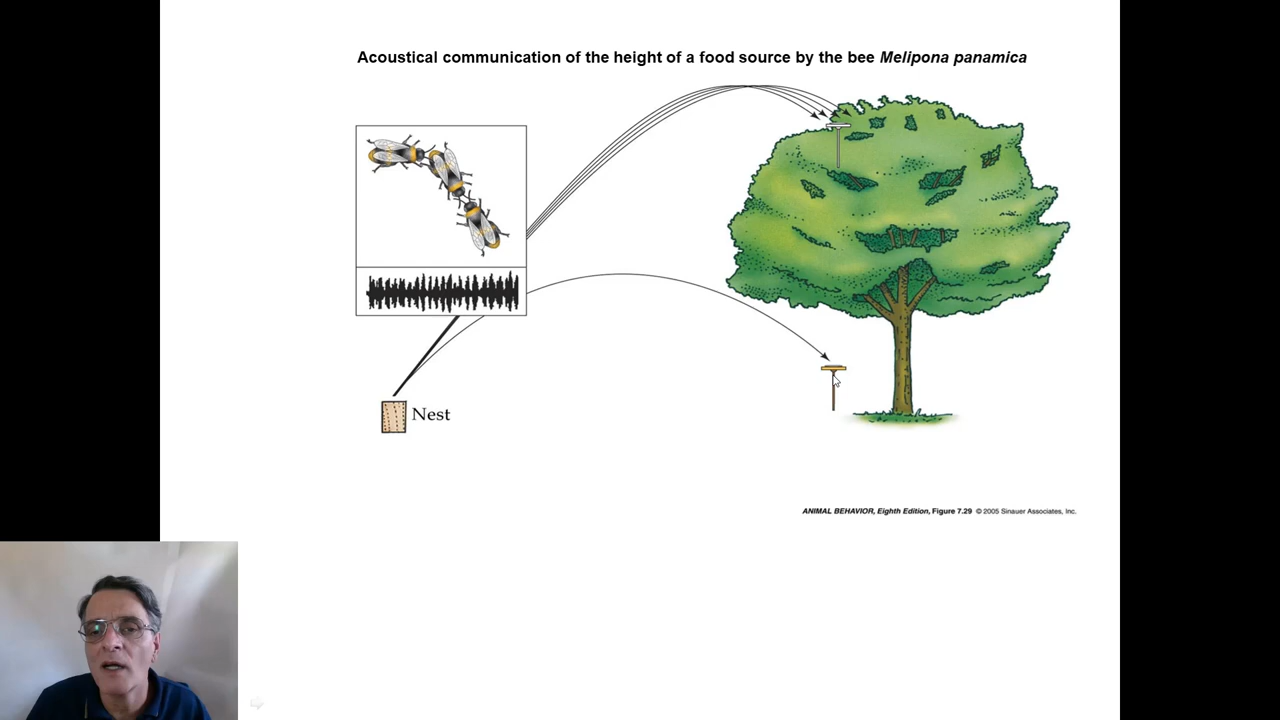 Acoustical communication of the height of a food source by the bee Melipona panamica
Nest
ANIMAL BEHAVIOR, Eighth Edition, Figure 7.29 © 2005 Sinauer Associates, Inc.